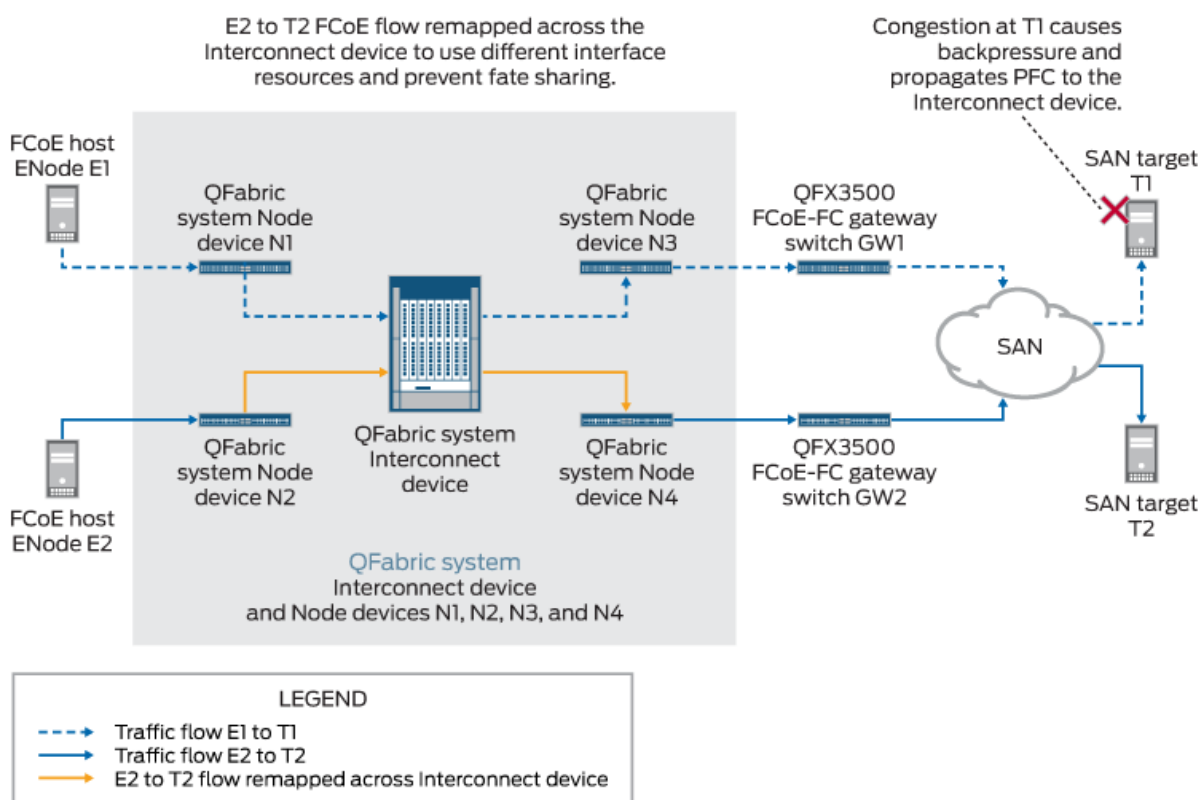 E2 to T2 FCoE flow remapped across the
Interconnect device to use different interface
resources and prevent fate sharing.
Congestion at T1 causes
backpressure and
propagates PFC to the
Interconnect device.
FCoE host
ENode E1
QFabric
system Node
device N1
QFabric
system Node
device N3
QFX3500
FCoE-FC gateway
switch GW1
SAN target
T1
SAN
QFabric system
Interconnect
device
FCoE host
ENode E2
QFabric
system Node
device N2
QFabric
system Node
device N4
QFX3500
FCoE-FC gateway
switch GW2
SAN target
T2
QFabric system
Interconnect device
and Node devices N1, N2, N3, and N4
LEGEND
Traffic flow E1 to T1
Traffic flow E2 to T2
E2 to T2 flow remapped across Interconnect device